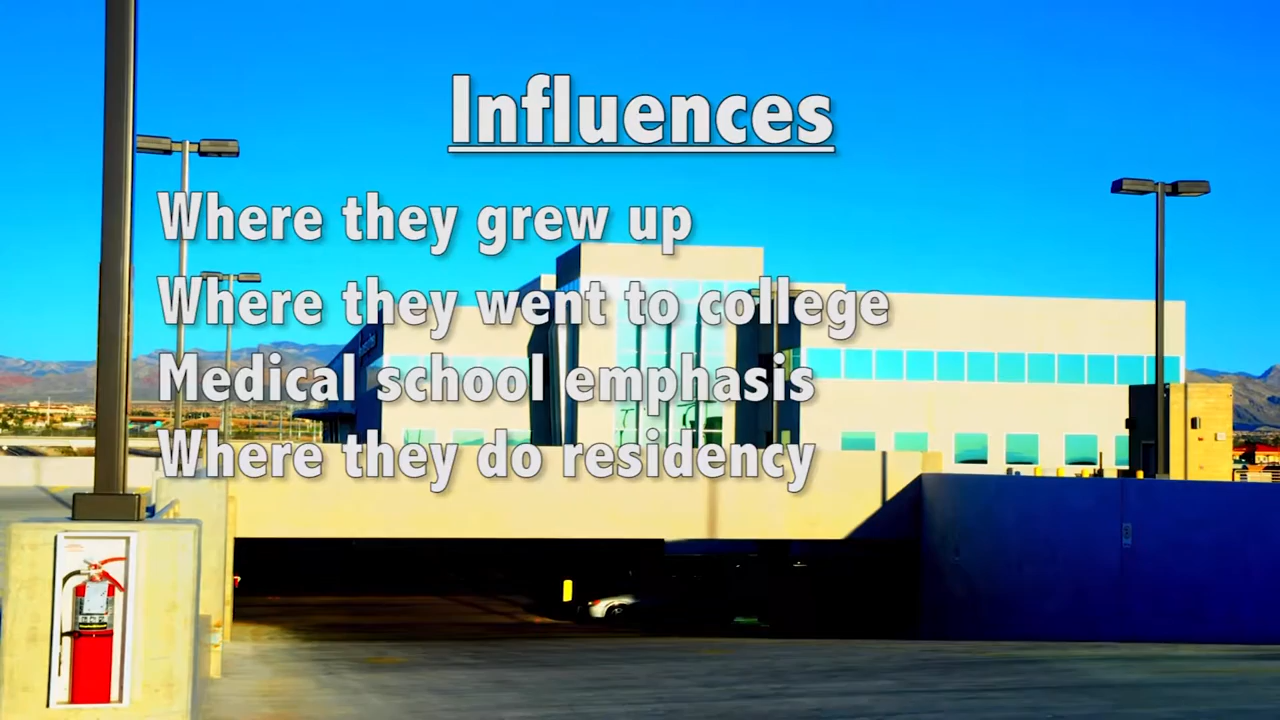 Influences
Where they grew up
Where they went to college
Medical school emphasis
Where they do residency